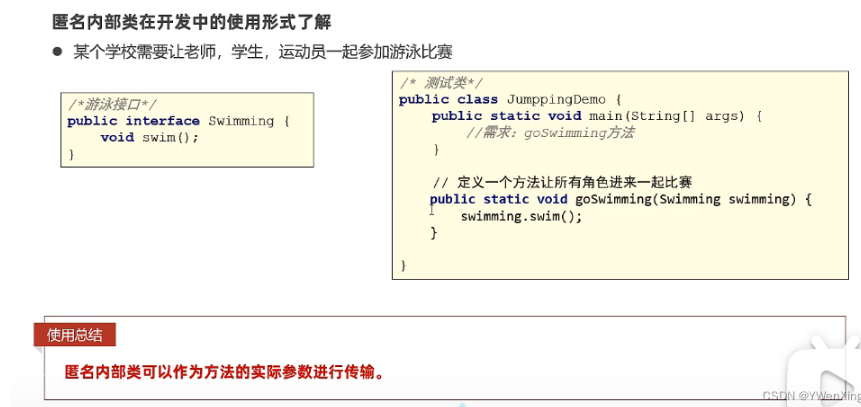 匿名内部类在开发中的使用形式了解
● 某个学校需要让老师，学生，运动员一起参加游泳比赛
/*游泳接口*/
public interface Swimming {
void swim();
}
/* 测试类*/
public class JumppingDemo {
public static void main(String[] args) {
//需求：goSwimming方法
}
// 定义一个方法让所有角色进来一起比赛
public static void goSwimming(Swimming swimming) {
swimming.swim();
}
}
使用总结
匿名内部类可以作为方法的实际参数进行传输。
CSDN @YWenXing